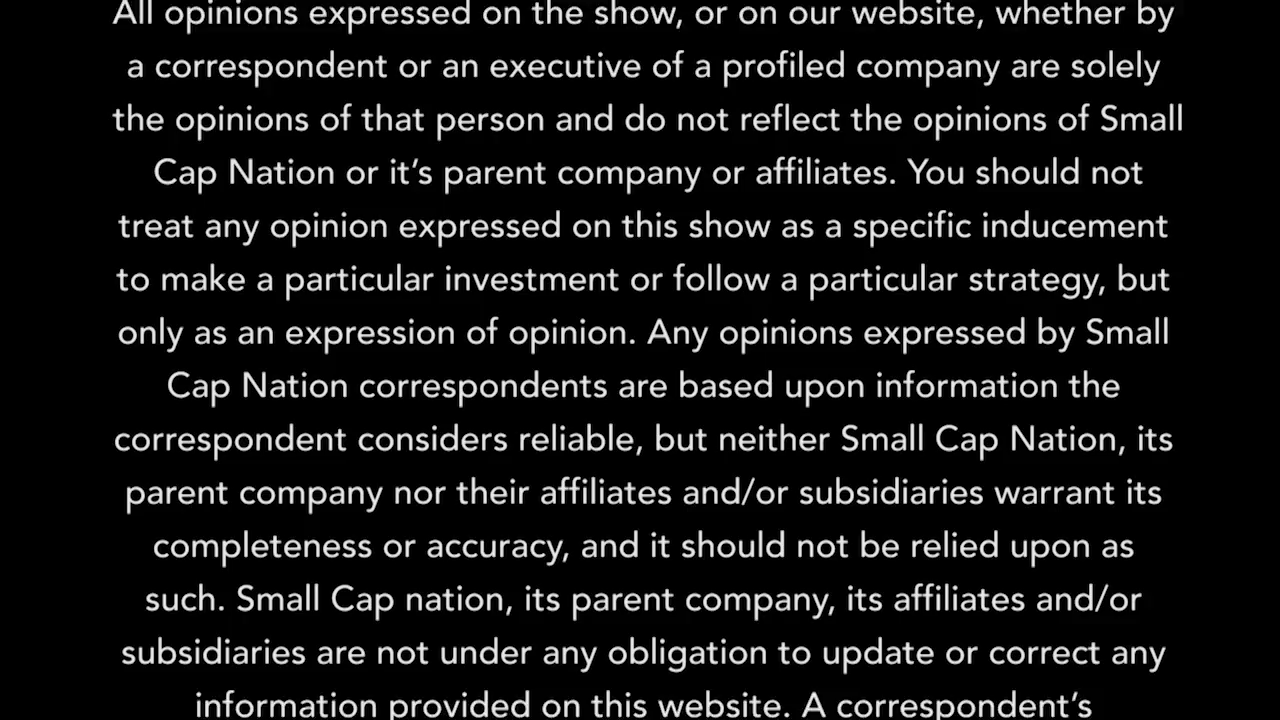 All opinions expressed on the show, or on our website, whether by
a correspondent or an executive of a profiled company are solely
the opinions of that person and do not reflect the opinions of Small
Cap Nation or it’s parent company or affiliates. You should not
treat any opinion expressed on this show as a specific inducement
to make a particular investment or follow a particular strategy, but
only as an expression of opinion. Any opinions expressed by Small
Cap Nation correspondents are based upon information the
correspondent considers reliable, but neither Small Cap Nation, its
parent company nor their affiliates and/or subsidiaries warrant its
completeness or accuracy, and it should not be relied upon as
such. Small Cap nation, its parent company, its affiliates and/or
subsidiaries are not under any obligation to update or correct any
information provided on this website. A correspondent‘s